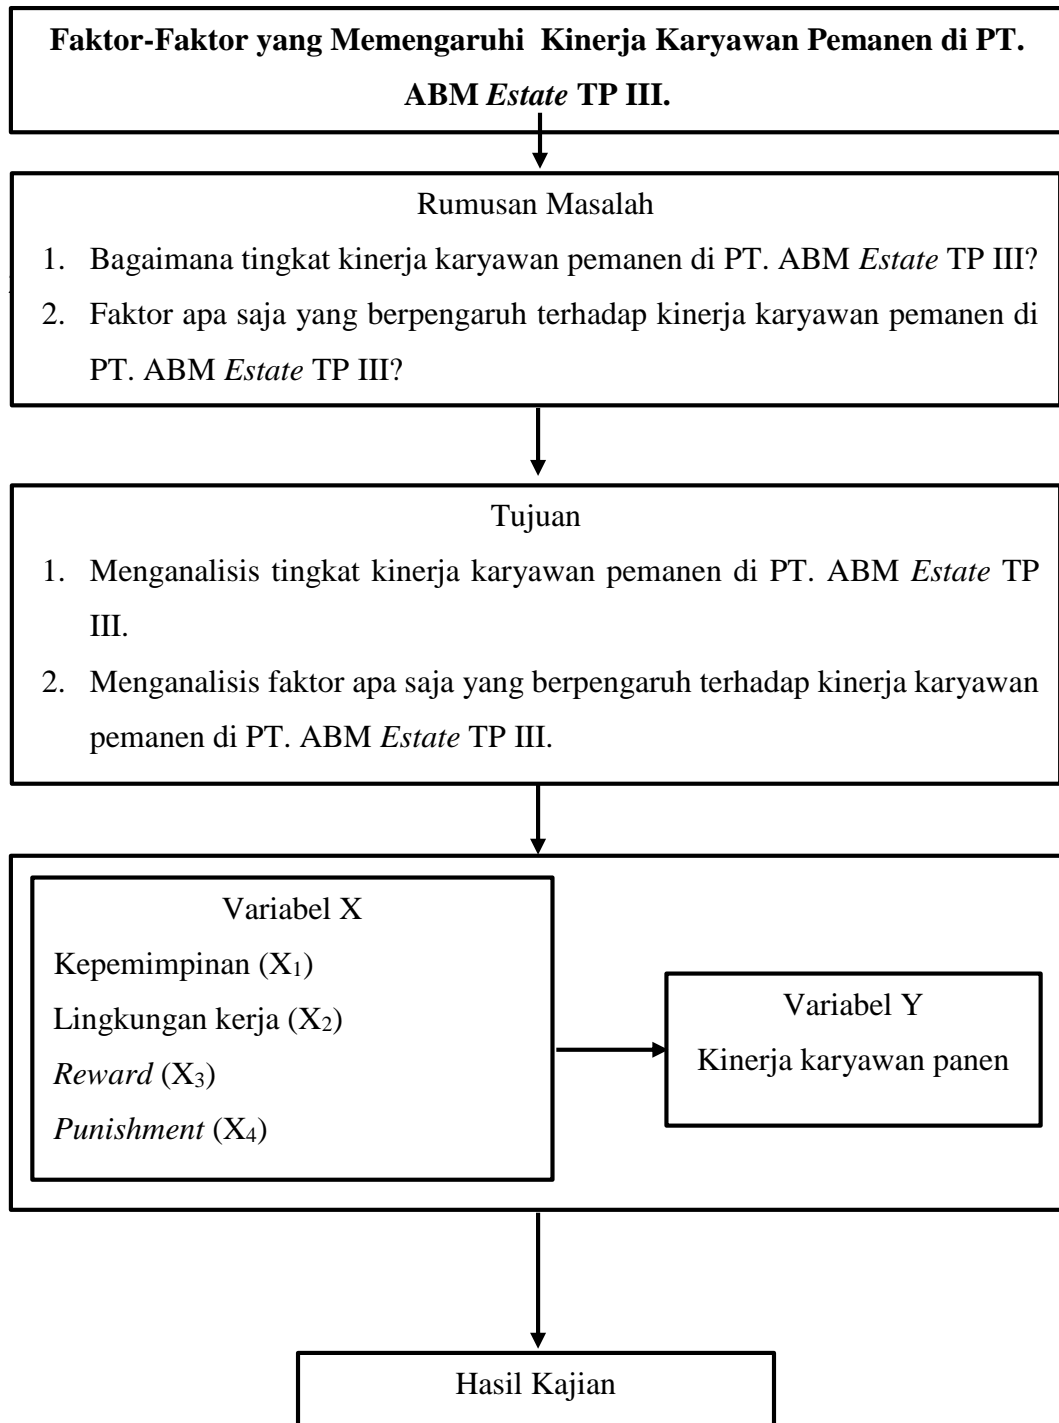 Faktor-Faktor yang Memengaruhi  Kinerja Karyawan Pemanen di PT.
ABM Estate TP III.
Rumusan Masalah
1. Bagaimana tingkat kinerja karyawan pemanen di PT. ABM Estate TP III?
2. Faktor apa saja yang berpengaruh terhadap kinerja karyawan pemanen di
PT. ABM Estate TP III?
Tujuan
1. Menganalisis tingkat kinerja karyawan pemanen di PT. ABM Estate TP
III.
2. Menganalisis faktor apa saja yang berpengaruh terhadap kinerja karyawan
pemanen di PT. ABM Estate TP III.
Variabel X
Kepemimpinan (X₁)
Lingkungan kerja (X₂)
Reward (X₃)
Punishment (X₄)
Variabel Y
Kinerja karyawan panen
Hasil Kajian